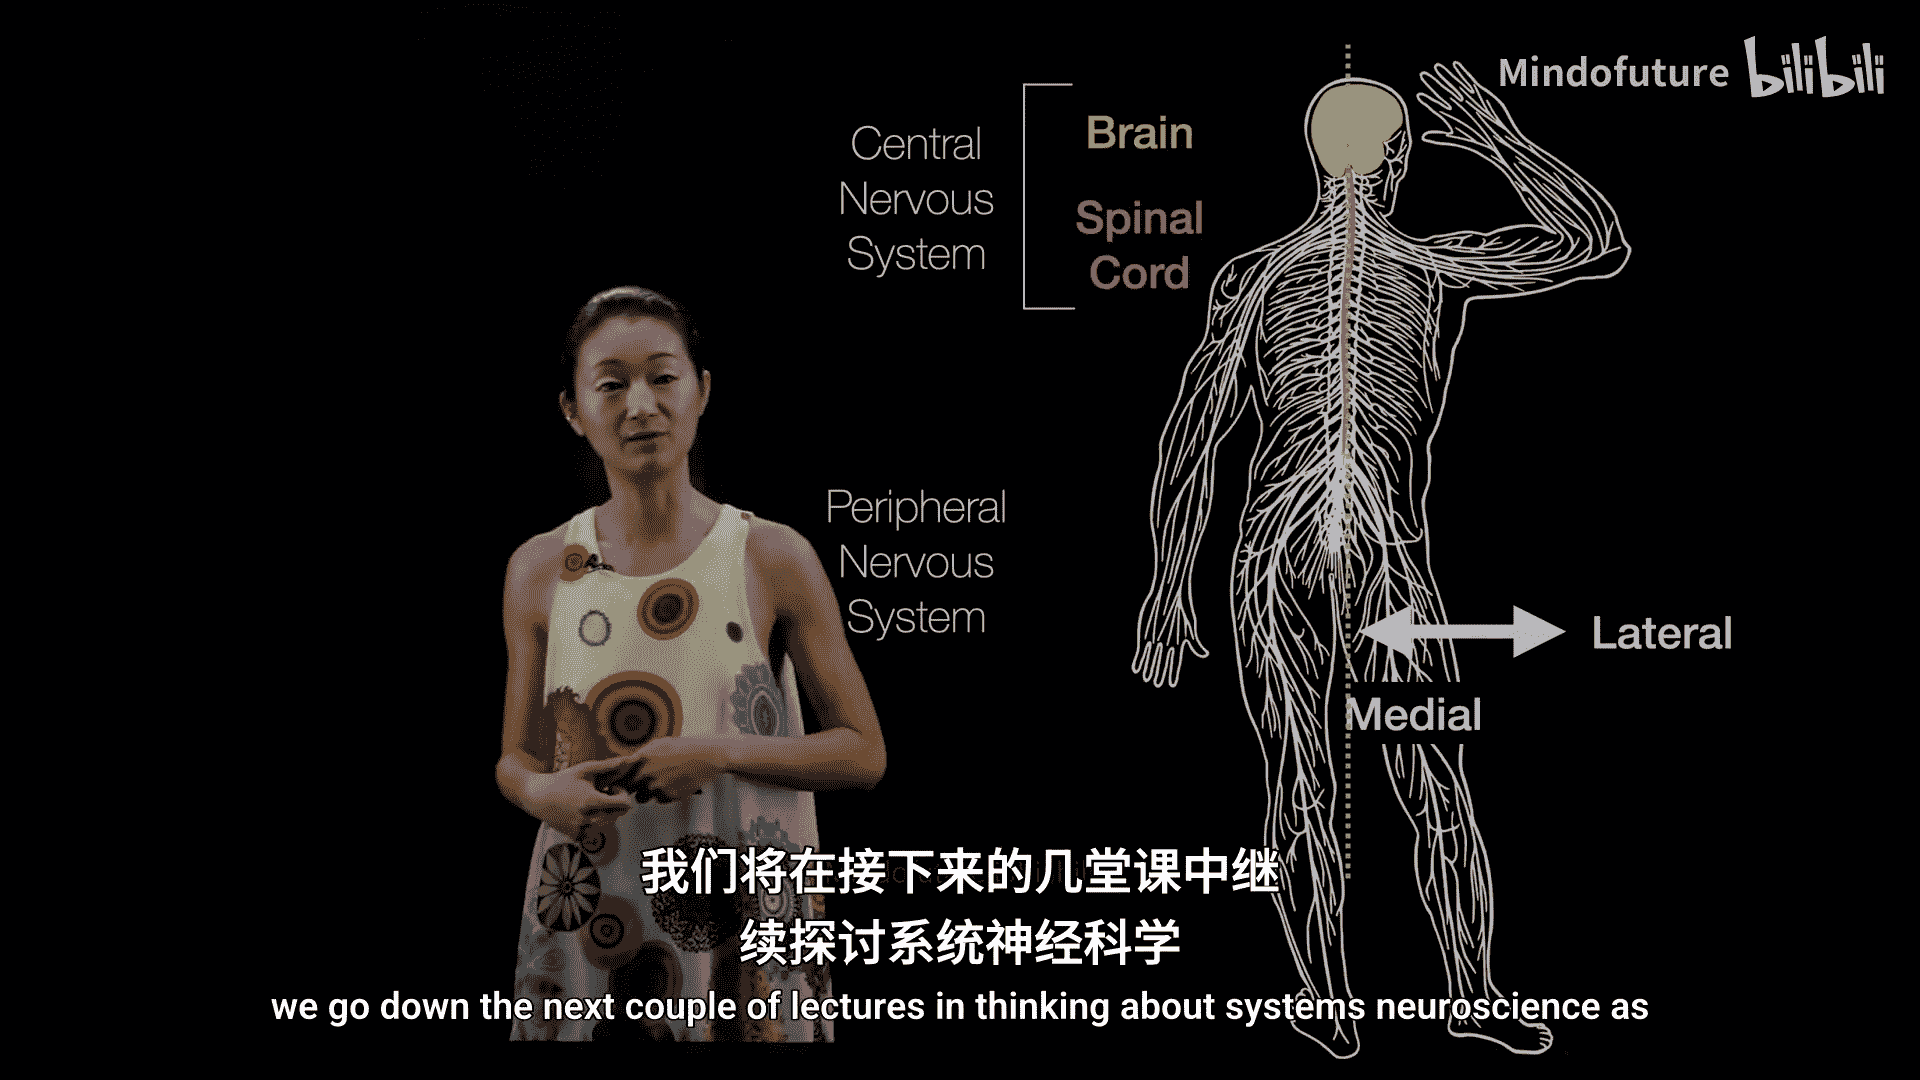 Mindofuture bilibili
Central
Nervous
System
Brain
Spinal
Cord
Peripheral
Nervous
System
Lateral
Medial
我们将在接下来的几堂课中继
续探讨系统神经科学
we go down the next couple of lectures in thinking about systems neuroscience as